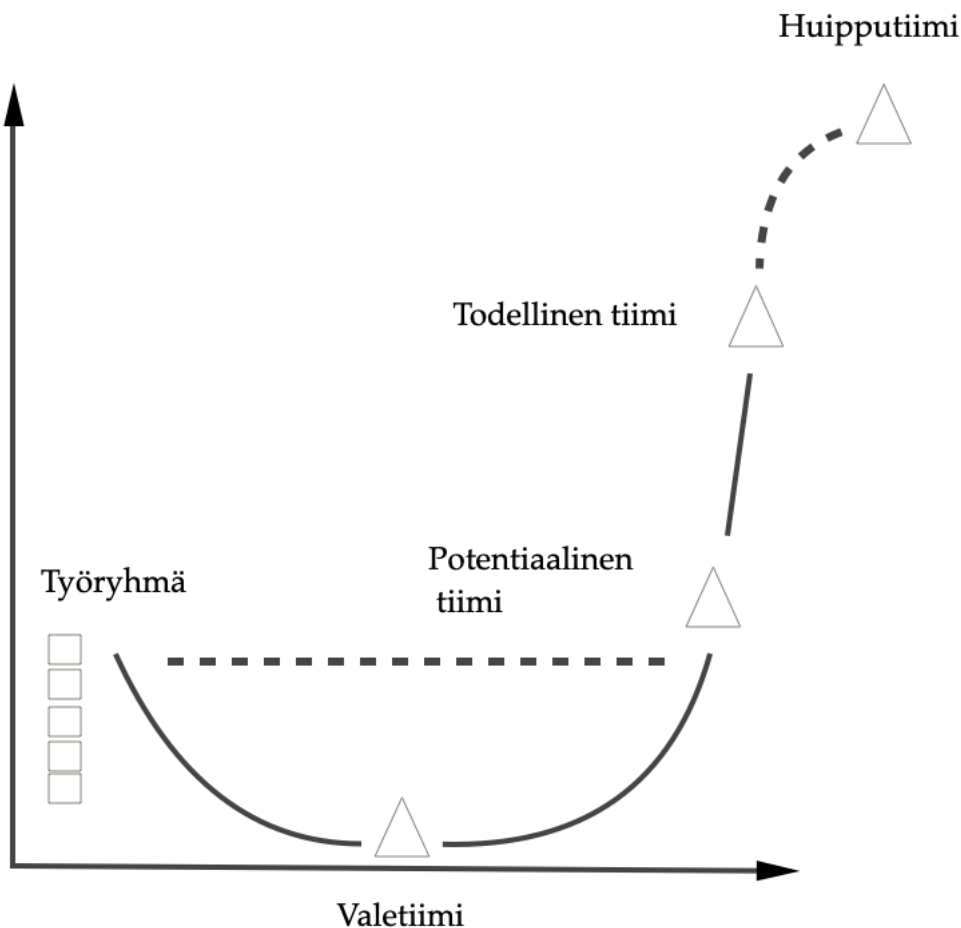 Huipputiimi
Todellinen tiimi
Potentiaalinen
tiimi
Työryhmä
Valetiimi